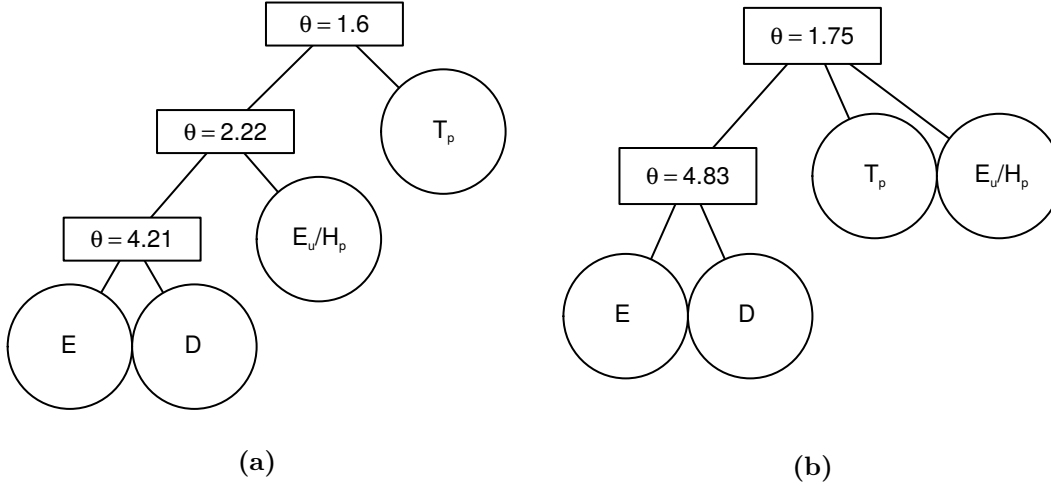 θ = 1.6
θ = 2.22
T_p
θ = 4.21
E_u/H_p
E
D
(a)
θ = 1.75
θ = 4.83
T_p
E_u/H_p
E
D
(b)